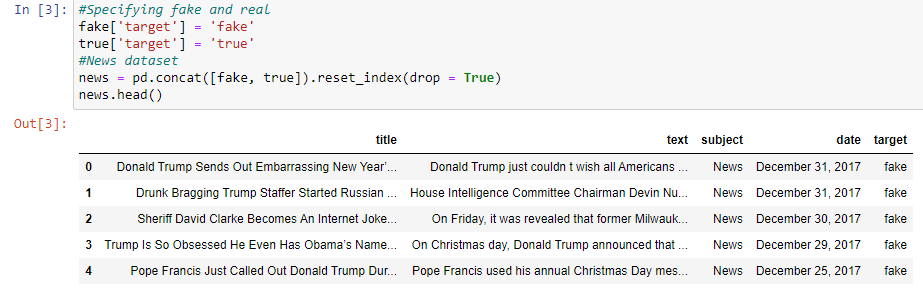 In [3]: #Specifying fake and real
fake['target'] = 'fake'
true['target'] = 'true'
#News dataset
news = pd.concat([fake, true]).reset_index(drop = True)
news.head()
Out[3]:
title text subject date target
0 Donald Trump Sends Out Embarrassing New Year'... Donald Trump just couldn t wish all Americans ... News December 31, 2017 fake
1 Drunk Bragging Trump Staffer Started Russian ... House Intelligence Committee Chairman Devin Nu... News December 31, 2017 fake
2 Sheriff David Clarke Becomes An Internet Joke... On Friday, it was revealed that former Milwauk... News December 30, 2017 fake
3 Trump Is So Obsessed He Even Has Obama's Name... On Christmas day, Donald Trump announced that ... News December 29, 2017 fake
4 Pope Francis Just Called Out Donald Trump Dur... Pope Francis used his annual Christmas Day mes... News December 25, 2017 fake